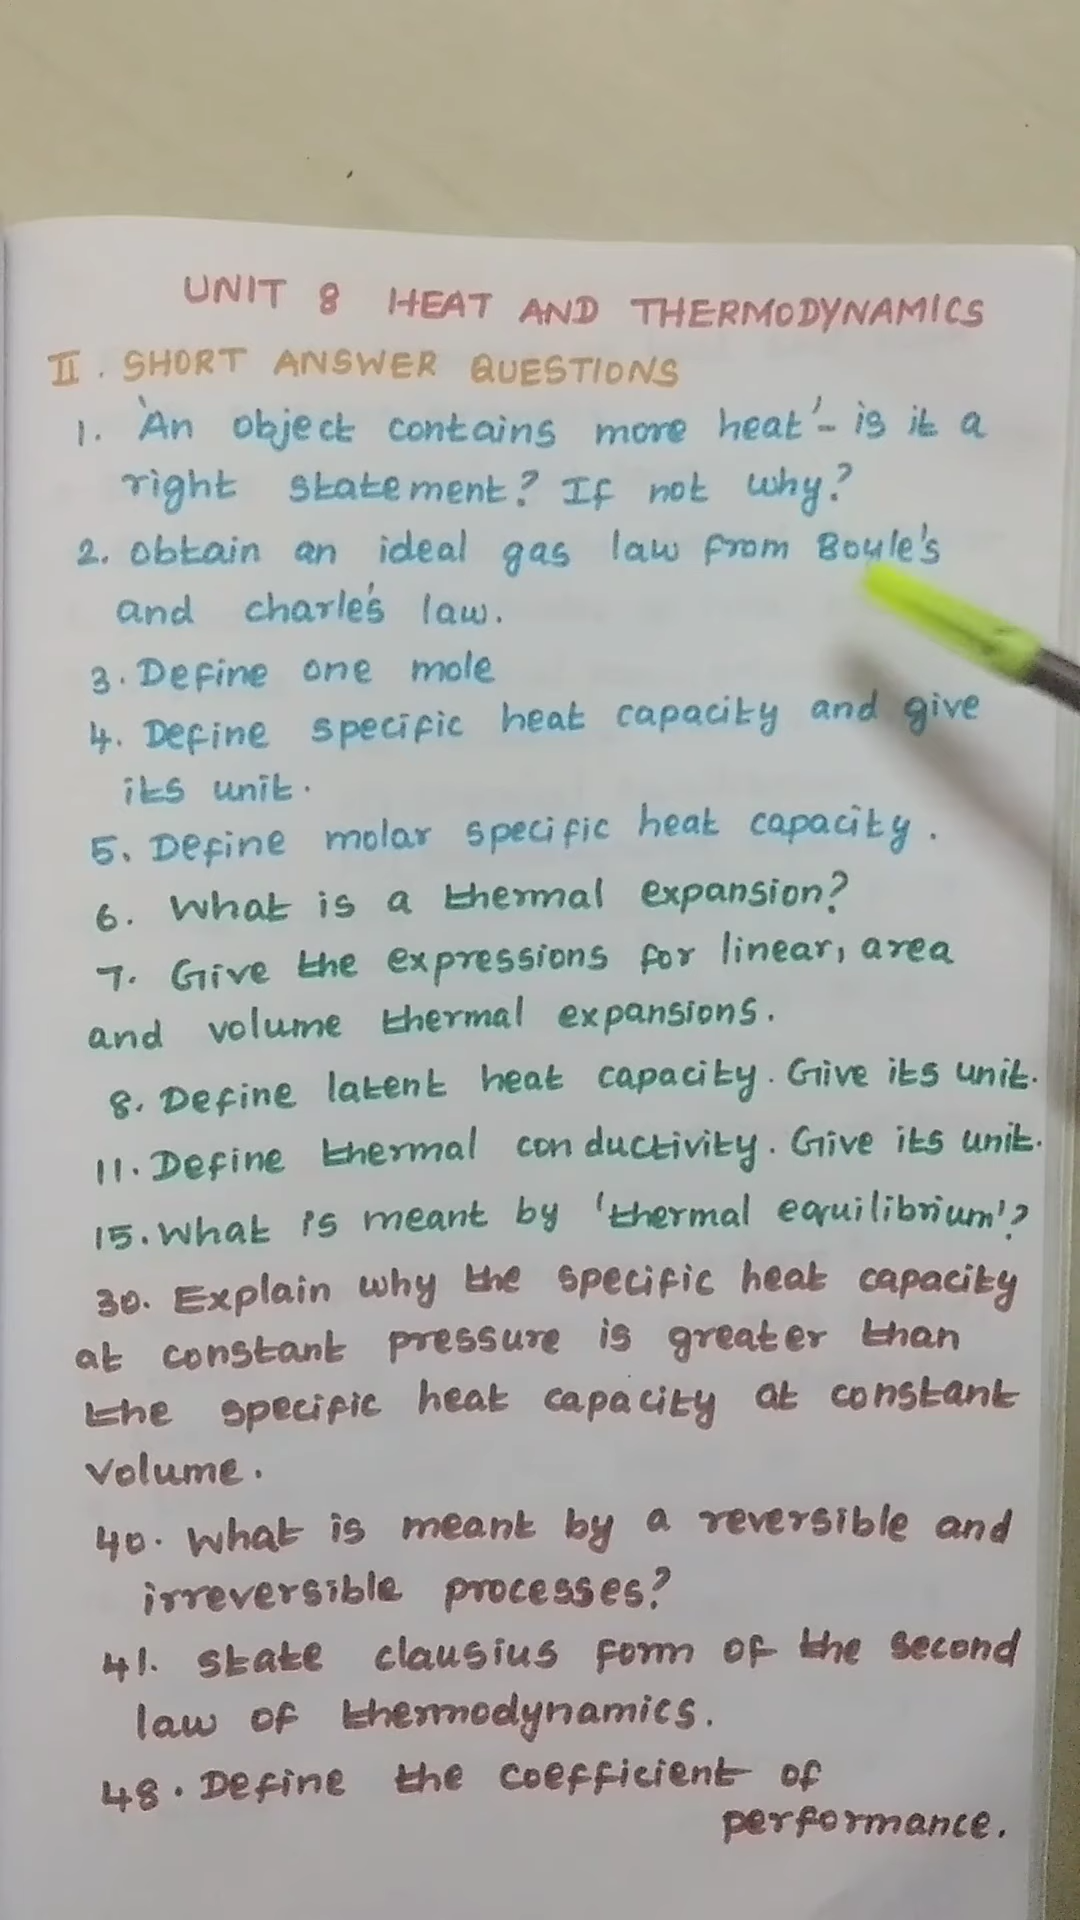 UNIT 8 HEAT AND THERMODYNAMICS
II. SHORT ANSWER QUESTIONS
1. 'An object contains more heat' - is it a
right statement? If not why?
2. obtain an ideal gas law from Boyle's
and charle's law.
3. Define one mole
4. Define specific heat capacity and give
its unit.
5. Define molar specific heat capacity.
6. What is a thermal expansion?
7. Give the expressions for linear, area
and volume thermal expansions.
8. Define latent heat capacity. Give its unit.
11. Define thermal conductivity. Give its unit.
15. What is meant by 'thermal equilibrium'?
30. Explain why the specific heat capacity
at constant pressure is greater than
the specific heat capacity at constant
volume.
40. What is meant by a reversible and
irreversible processes?
41. State clausius form of the second
law of thermodynamics.
48. Define the coefficient of
performance.